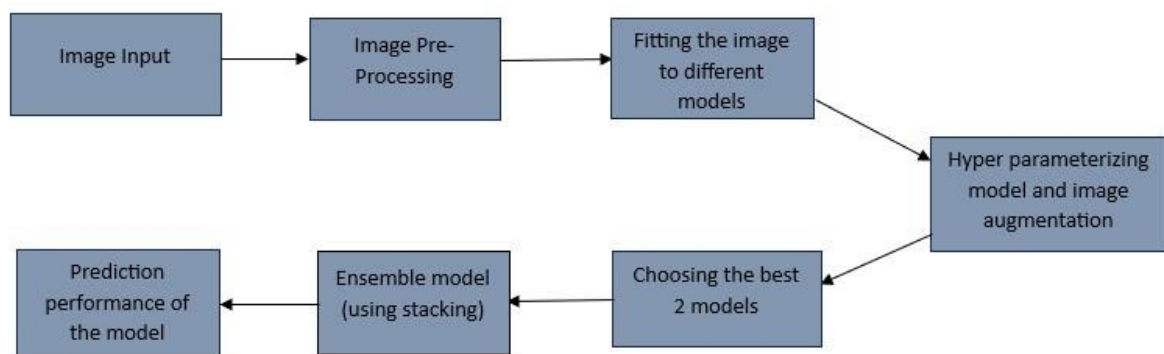 Image Input
Image Pre-
Processing
Fitting the image
to different
models
Hyper parameterizing
model and image
augmentation
Choosing the best
2 models
Ensemble model
(using stacking)
Prediction
performance of
the model